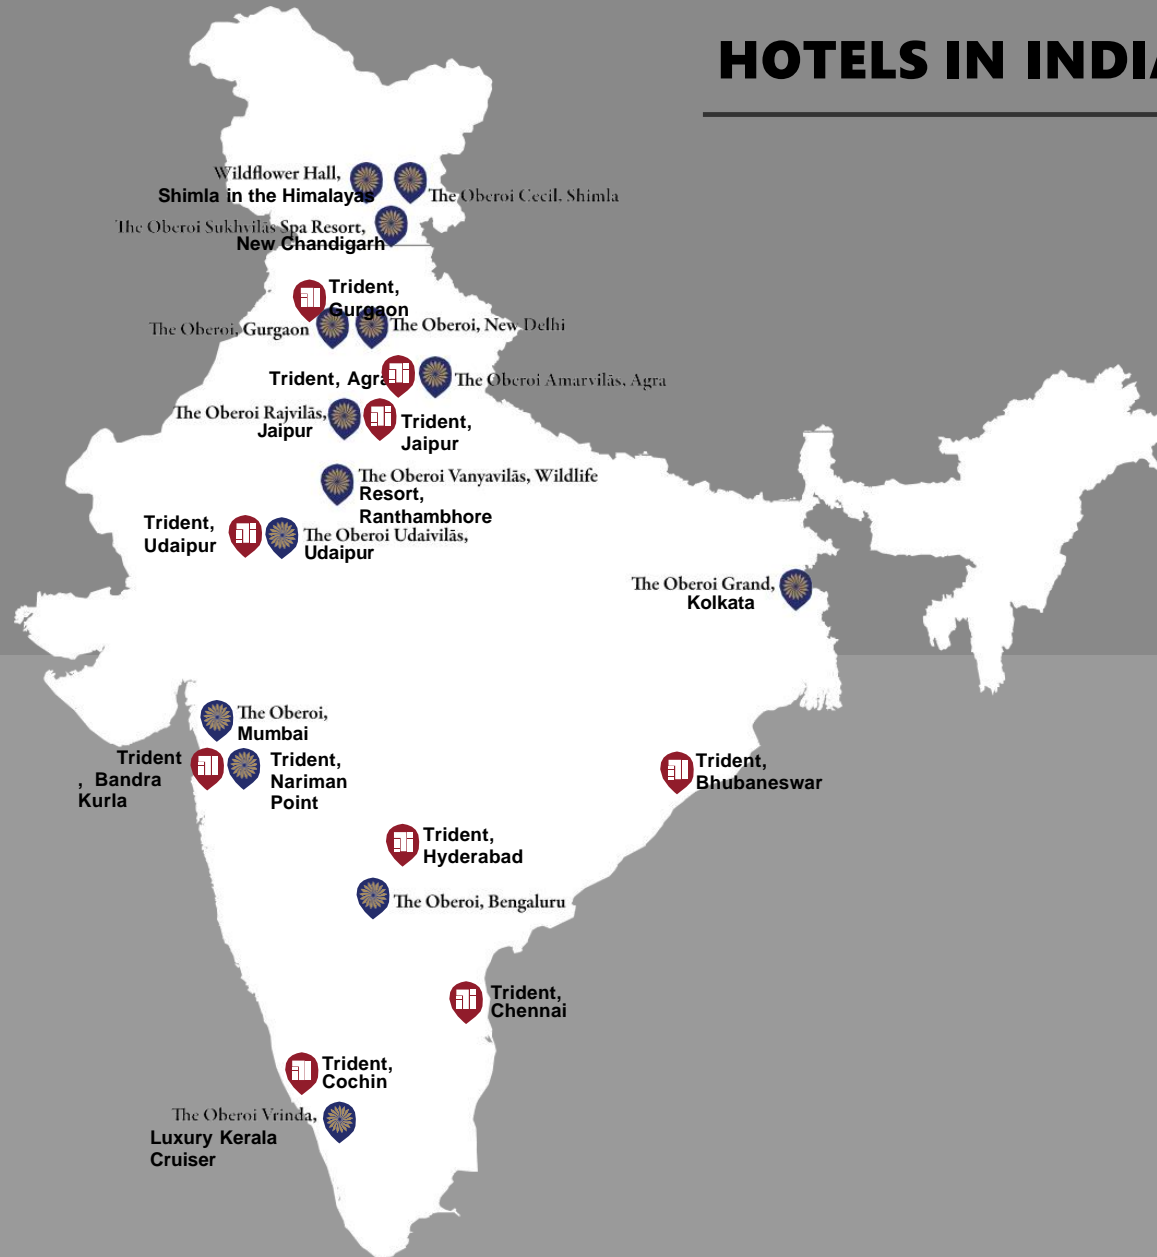 HOTELS IN INDIA
Wildflower Hall,
Shimla in the Himalayas
The Oberoi Cecil, Shimla
The Oberoi Sukhvilās Spa Resort,
New Chandigarh
Trident,
Gurgaon
The Oberoi, Gurgaon
The Oberoi, New Delhi
Trident, Agra
The Oberoi Amarvilās, Agra
The Oberoi Rajvilās,
Jaipur
Trident,
Jaipur
The Oberoi Vanyavilās, Wildlife
Resort,
Ranthambhore
Trident,
Udaipur
The Oberoi Udaivilās,
Udaipur
The Oberoi Grand,
Kolkata
The Oberoi,
Mumbai
Trident
, Bandra
Kurla
Trident,
Nariman
Point
Trident,
Bhubaneswar
Trident,
Hyderabad
The Oberoi, Bengaluru
Trident,
Chennai
Trident,
Cochin
The Oberoi Vrinda,
Luxury Kerala
Cruiser